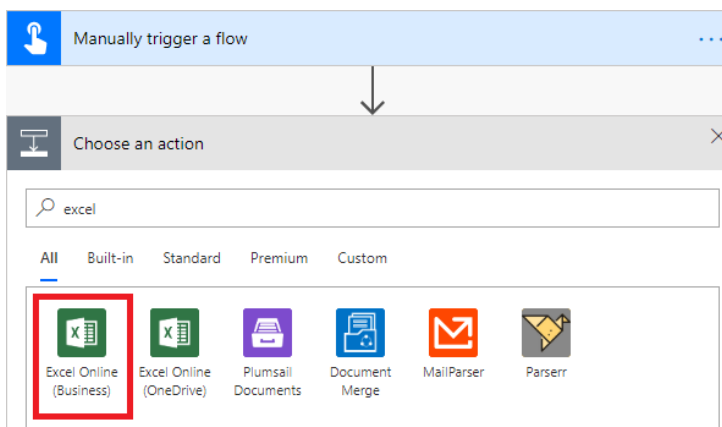 Manually trigger a flow
Choose an action
excel
All Built-in Standard Premium Custom
Excel Online Excel Online Plumsail Document MailParser Parserr
(Business) (OneDrive) Documents Merge